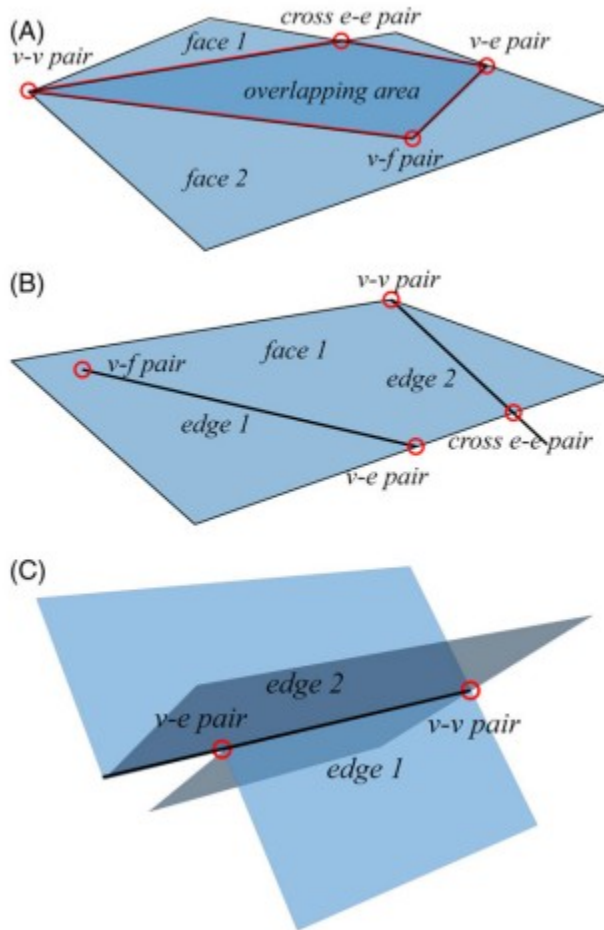 (A)
cross e-e pair
v-v pair
face 1
v-e pair
overlapping area
v-f pair
face 2
(B)
v-v pair
v-f pair
face 1
edge 2
edge 1
cross e-e pair
v-e pair
(C)
edge 2
v-e pair
v-v pair
edge 1